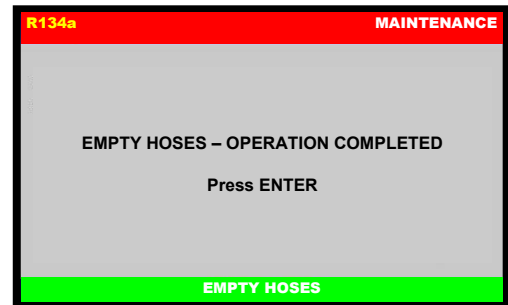 R134a MAINTENANCE
EMPTY HOSES – OPERATION COMPLETED
Press ENTER
EMPTY HOSES